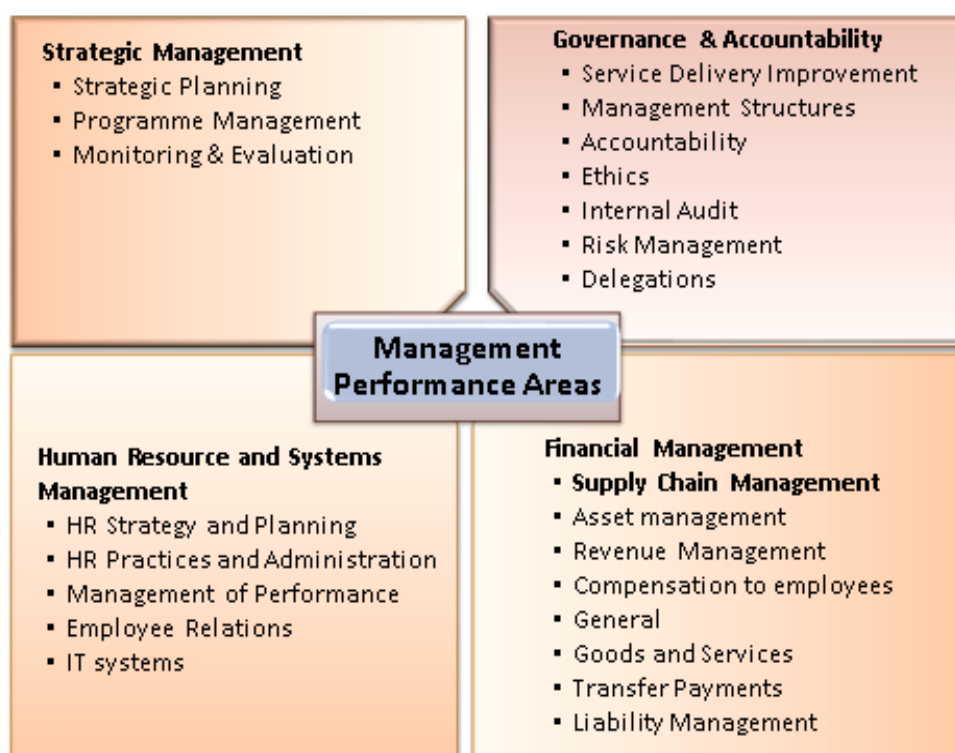 Strategic Management
▪ Strategic Planning
▪ Programme Management
▪ Monitoring & Evaluation
Governance & Accountability
▪ Service Delivery Improvement
▪ Management Structures
▪ Accountability
▪ Ethics
▪ Internal Audit
▪ Risk Management
▪ Delegations
Management
Performance Areas
Human Resource and Systems
Management
▪ HR Strategy and Planning
▪ HR Practices and Administration
▪ Management of Performance
▪ Employee Relations
▪ IT systems
Financial Management
▪ Supply Chain Management
▪ Asset management
▪ Revenue Management
▪ Compensation to employees
▪ General
▪ Goods and Services
▪ Transfer Payments
▪ Liability Management